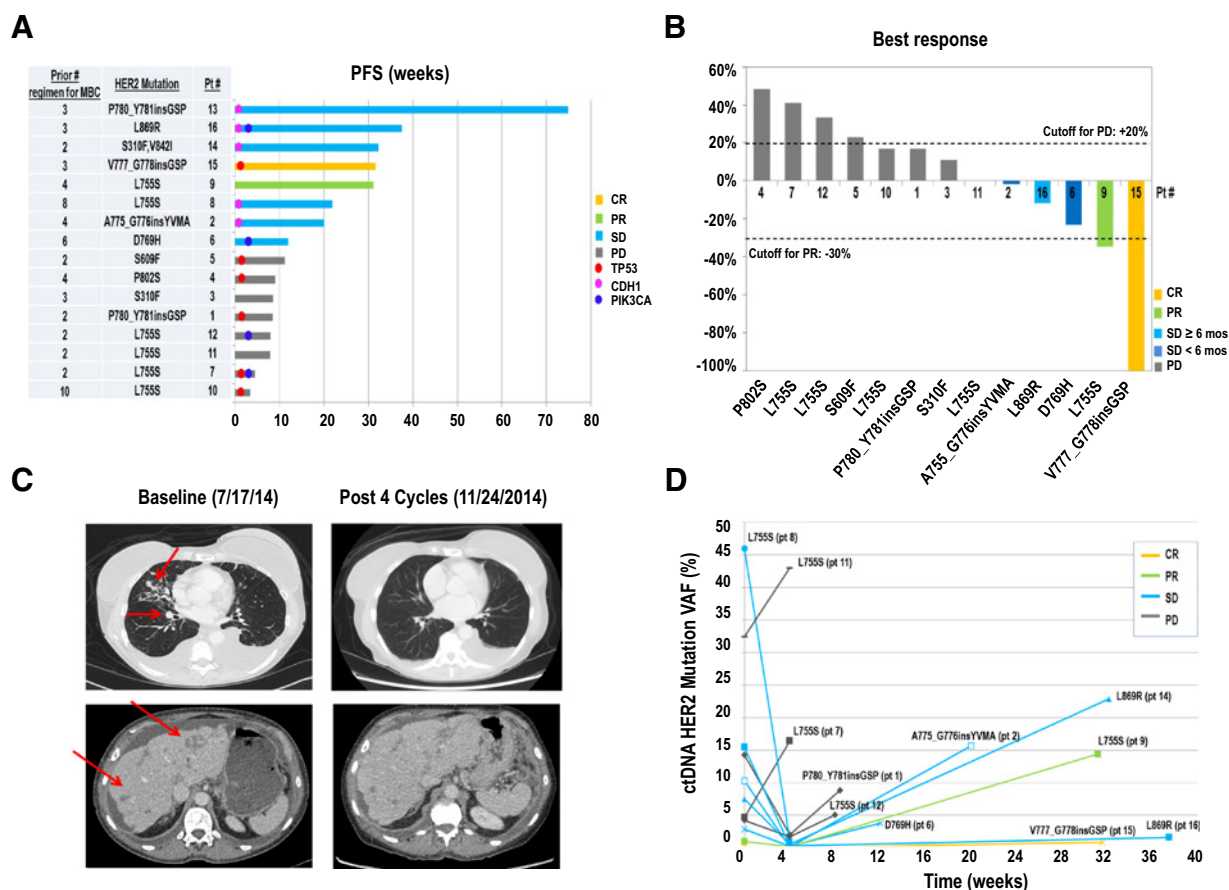 A
PFS (weeks)
Prior # regimen for MBC HER2 Mutation Pt #
3 P780_Y781insGSP 13
3 L869R 16
2 S310F,V842I 14
3 V777_G778insGSP 15
4 L755S 9
8 L755S 8
4 A775_G776insYVMA 2
6 D769H 6
2 S609F 5
4 P802S 4
3 S310F 3
2 P780_Y781insGSP 1
2 L755S 12
2 L755S 11
2 L755S 7
10 L755S 10
0 10 20 30 40 50 60 70 80
CR
PR
SD
PD
TP53
CDH1
PIK3CA
B
Best response
60%
40%
20%
0%
-20%
-40%
-60%
-80%
-100%
Cutoff for PD: +20%
4 7 12 5 10 1 3 11 2 16 6 9 15 Pt #
Cutoff for PR: -30%
CR
PR
SD ≥ 6 mos
SD < 6 mos
PD
P802S
L755S
L755S
S609F
L755S
P780_Y781insGSP
S310F
L755S
A755_G776insYVMA
L869R
D769H
L755S
V777_G778insGSP
C
Baseline (7/17/14)
Post 4 Cycles (11/24/2014)
D
ctDNA HER2 Mutation VAF (%)
50
45
40
35
30
25
20
15
10
5
0
L755S (pt 8)
L755S (pt 11)
L755S (pt 7)
A775_G776insYVMA (pt 2)
L869R (pt 14)
L755S (pt 9)
P780_Y781insGSP (pt 1)
L755S (pt 12)
D769H (pt 6)
V777_G778insGSP (pt 15)
L869R (pt 16)
CR
PR
SD
PD
0 4 8 12 16 20 24 28 32 36 40
Time (weeks)